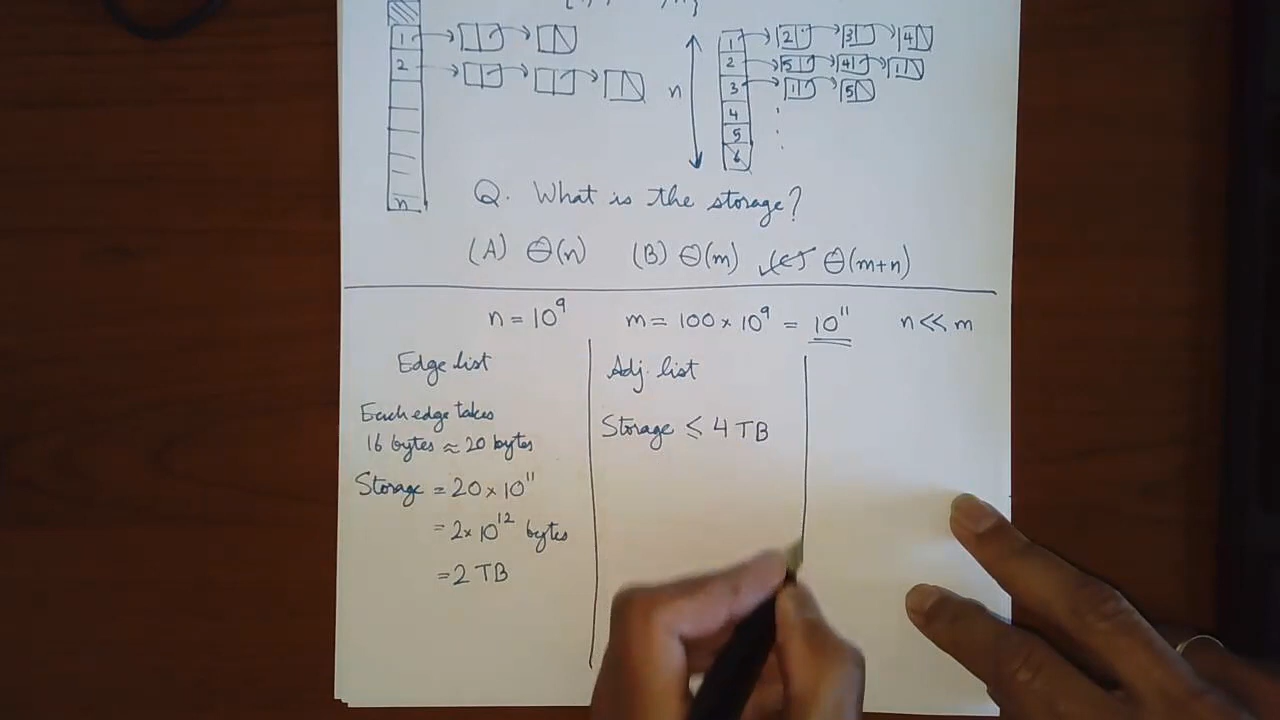 1
2
n
n
1 2 3 4
2 5 4 1
3 1 5
4
5
6
Q. What is the storage?
(A) Θ(n) (B) Θ(m) (C) Θ(m+n)
n = 10⁹ m = 100 × 10⁹ = 10¹¹ n << m
Edge list
Each edge takes
16 bytes ≈ 20 bytes
Storage = 20 × 10¹¹
= 2 × 10¹² bytes
= 2 TB
Adj. list
Storage ≤ 4 TB